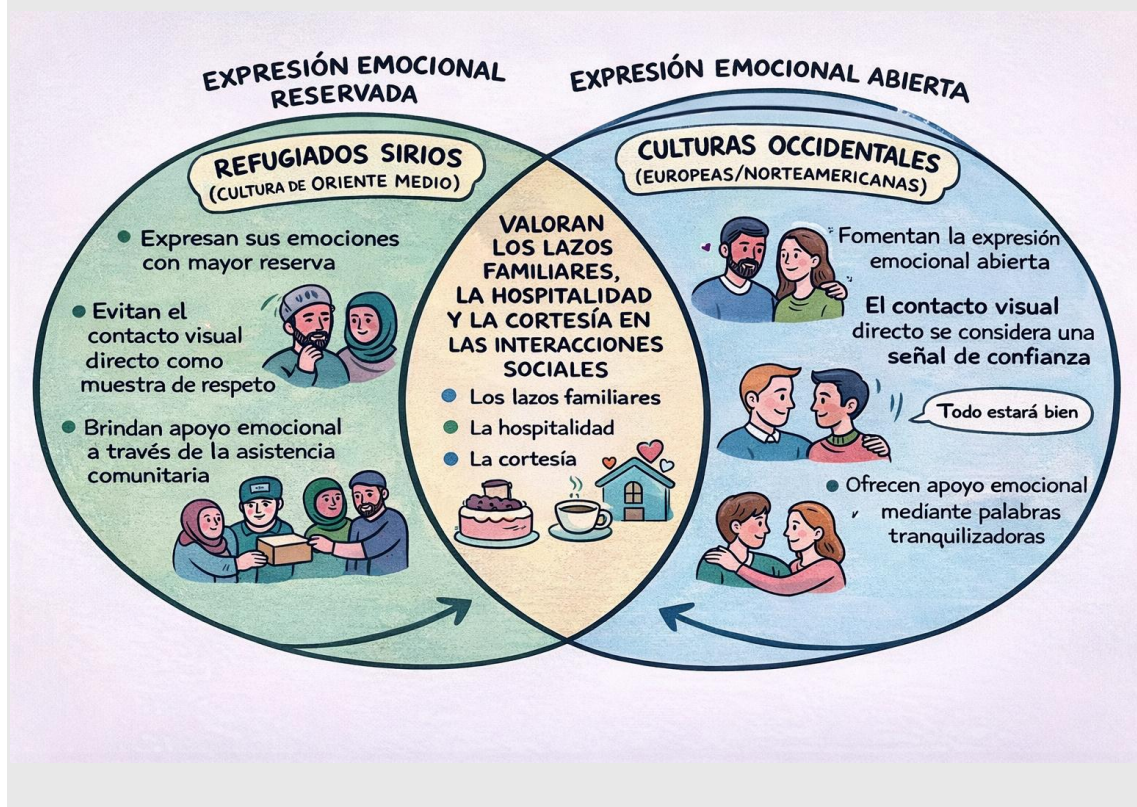 EXPRESIÓN EMOCIONAL
RESERVADA
REFUGIADOS SIRIOS
(CULTURA DE ORIENTE MEDIO)
• Expresan sus emociones
con mayor reserva
• Evitan el
contacto visual
directo como
muestra de respeto
• Brindan apoyo emocional
a través de la asistencia
comunitaria
VALORAN
LOS LAZOS
FAMILIARES,
LA HOSPITALIDAD
Y LA CORTESÍA EN
LAS INTERACCIONES
SOCIALES
• Los lazos familiares
• La hospitalidad
• La cortesía
EXPRESIÓN EMOCIONAL ABIERTA
CULTURAS OCCIDENTALES
(EUROPEAS/NORTEAMERICANAS)
Fomentan la expresión
emocional abierta
El contacto visual
directo se considera una
señal de confianza
Todo estará bien
• Ofrecen apoyo emocional
medíante palabras
tranquilizadoras